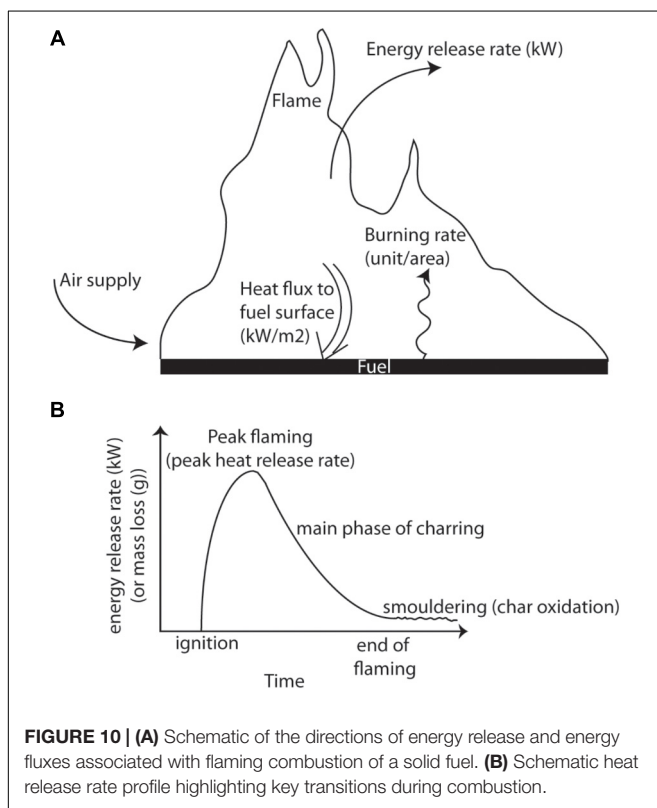 A
Energy release rate (kW)
Flame
Burning rate
(unit/area)
Air supply
Heat flux to
fuel surface
(kW/m2)
Fuel
B
Peak flaming
(peak heat release rate)
energy release rate (kW)
(or mass loss (g))
main phase of charring
smouldering (char oxidation)
ignition
end of
flaming
Time
FIGURE 10 | (A) Schematic of the directions of energy release and energy
fluxes associated with flaming combustion of a solid fuel. (B) Schematic heat
release rate profile highlighting key transitions during combustion.